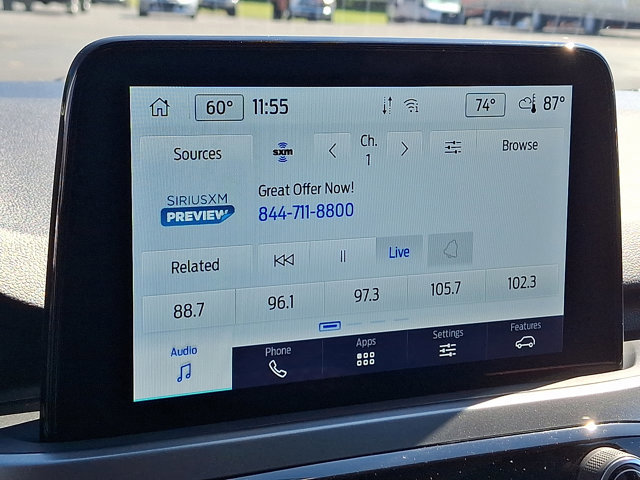 60° 11:55 74° 87°
Sources sxm Ch. 1 Browse
SIRIUSXM PREVIEW
Great Offer Now!
844-711-8800
Related Live
88.7 96.1 97.3 105.7 102.3
Audio Phone Apps Settings Features